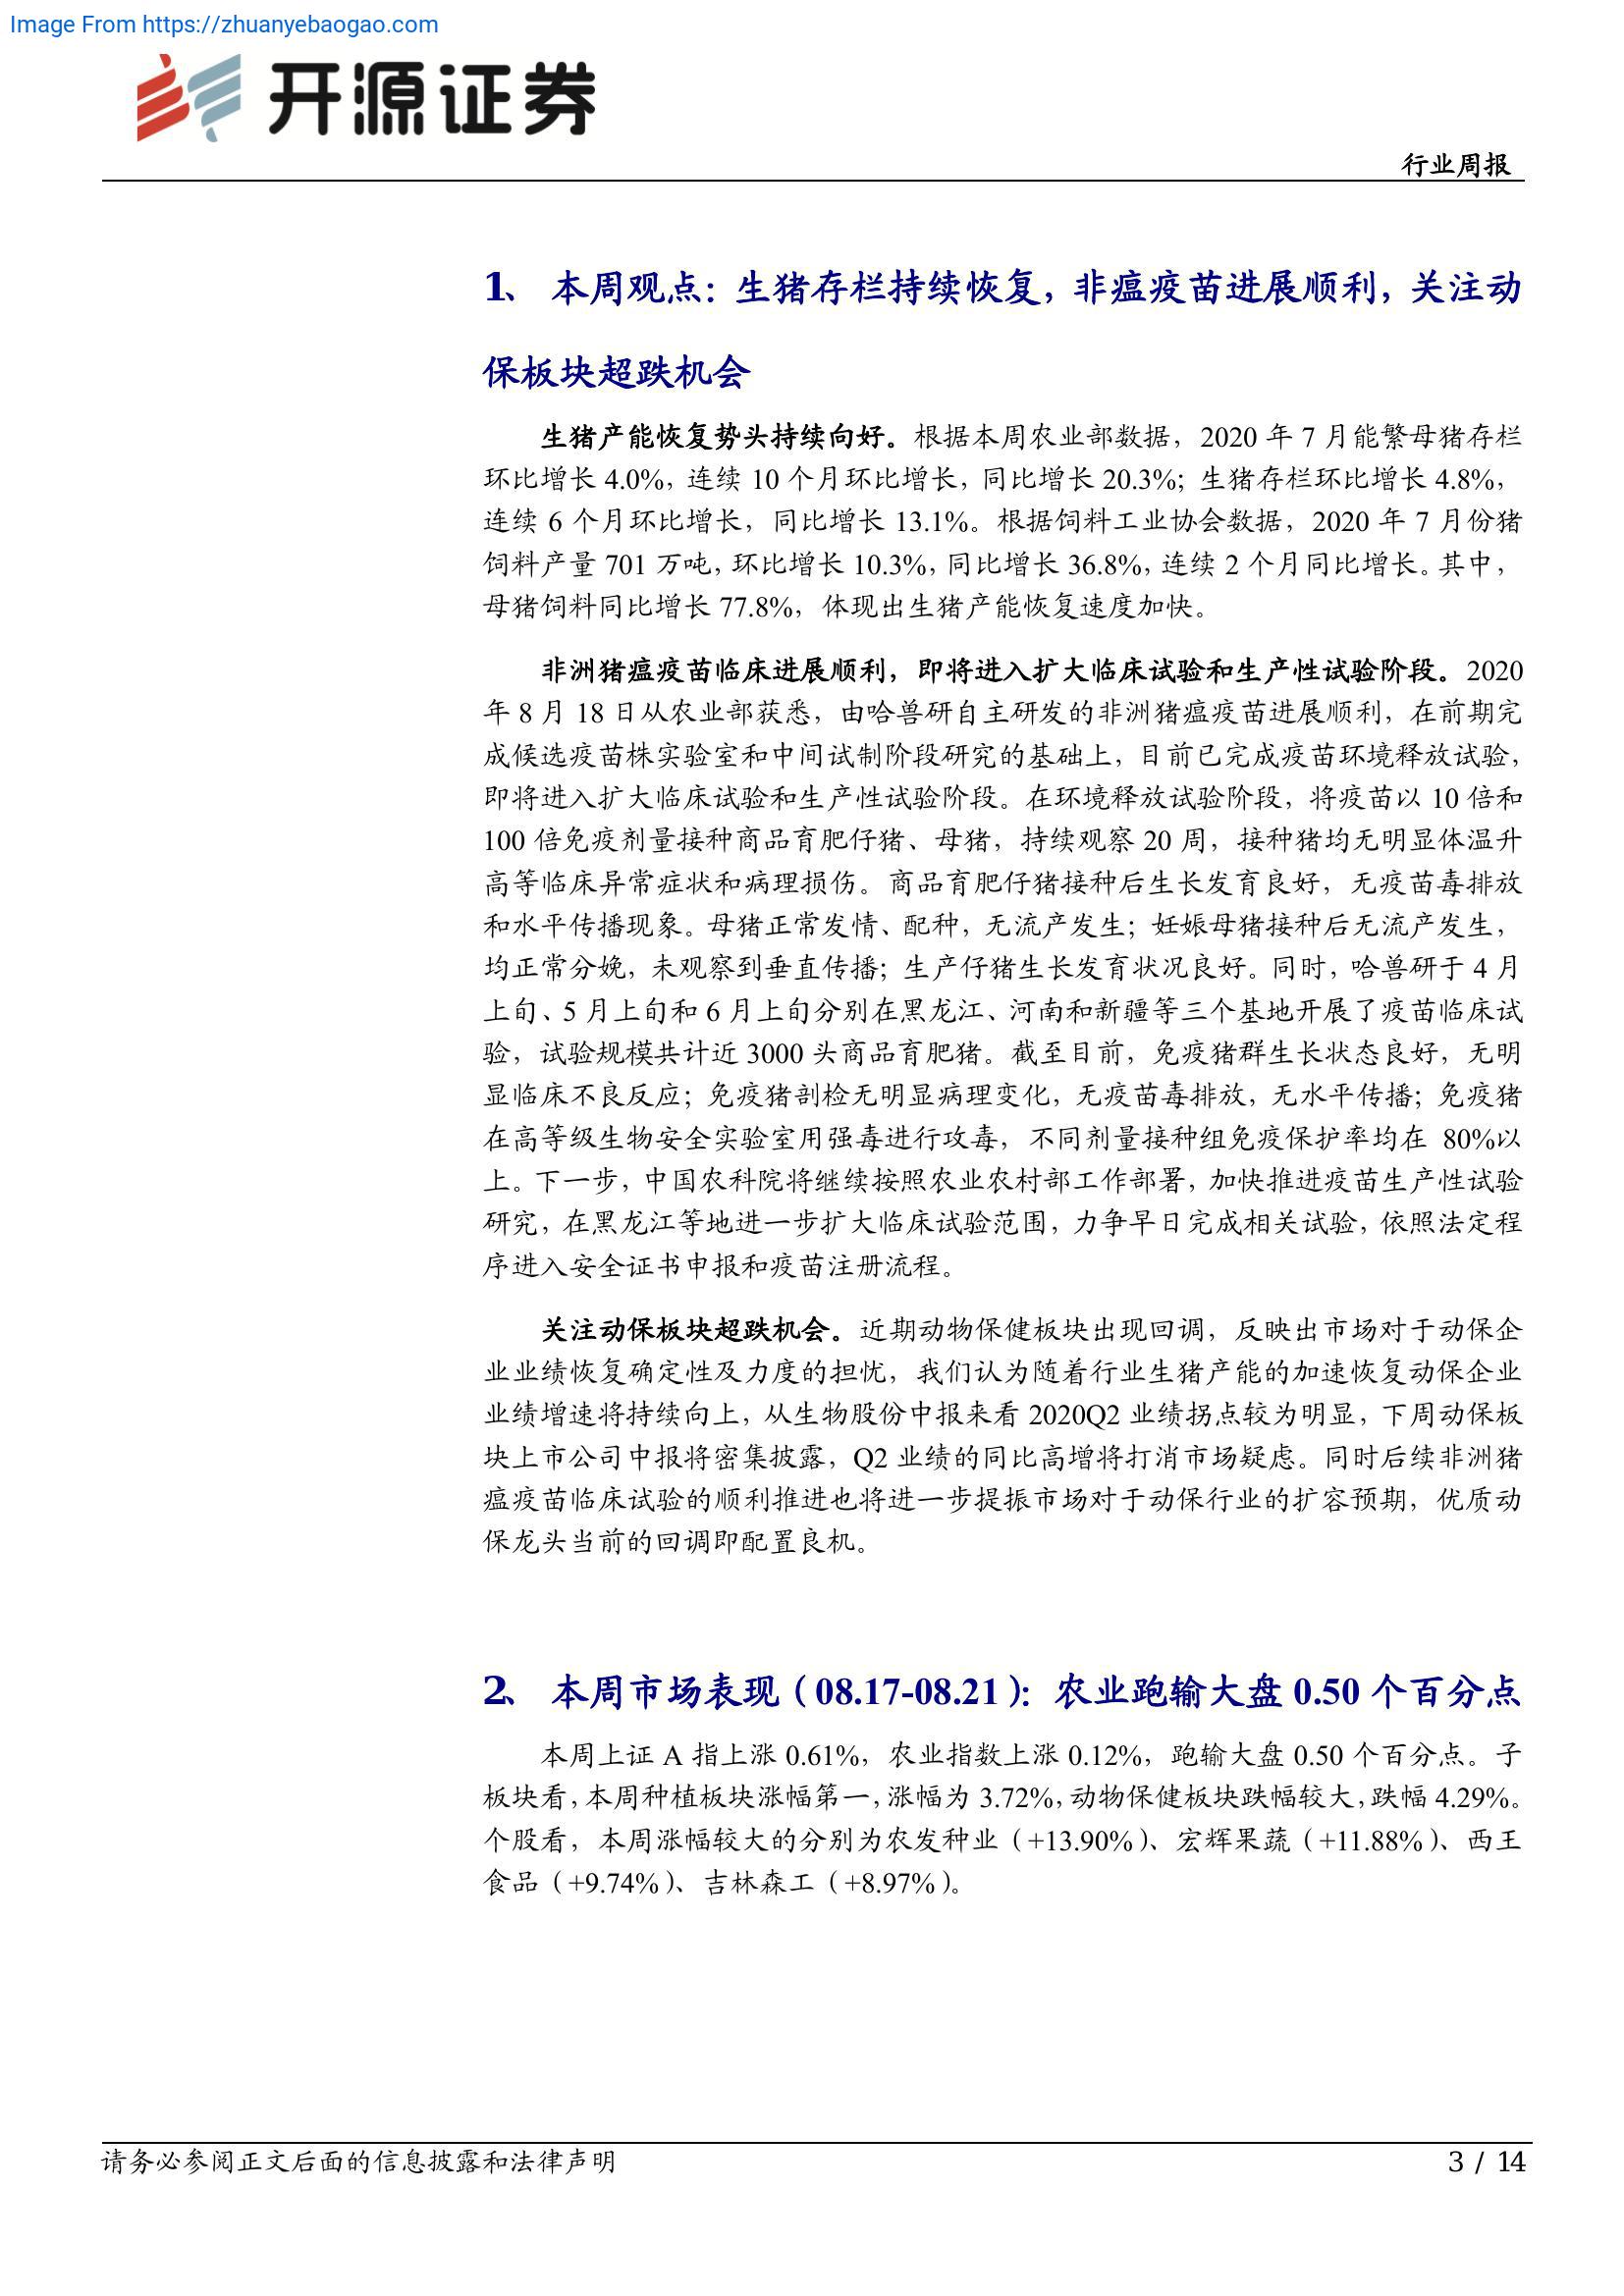 Image From https://zhuanyebaogao.com
开源证券
行业周报
1、 本周观点：生猪存栏持续恢复，非瘟疫苗进展顺利，关注动
保板块超跌机会
生猪产能恢复势头持续向好。根据本周农业部数据，2020 年 7 月能繁母猪存栏
环比增长 4.0%，连续 10 个月环比增长，同比增长 20.3%；生猪存栏环比增长 4.8%，
连续 6 个月环比增长，同比增长 13.1%。根据饲料工业协会数据，2020 年 7 月份猪
饲料产量 701 万吨，环比增长 10.3%，同比增长 36.8%，连续 2 个月同比增长。其中，
母猪饲料同比增长 77.8%，体现出生猪产能恢复速度加快。
非洲猪瘟疫苗临床进展顺利，即将进入扩大临床试验和生产性试验阶段。2020
年 8 月 18 日从农业部获悉，由哈兽研自主研发的非洲猪瘟疫苗进展顺利，在前期完
成候选疫苗株实验室和中间试制阶段研究的基础上，目前已完成疫苗环境释放试验，
即将进入扩大临床试验和生产性试验阶段。在环境释放试验阶段，将疫苗以 10 倍和
100 倍免疫剂量接种商品育肥仔猪、母猪，持续观察 20 周，接种猪均无明显体温升
高等临床异常症状和病理损伤。商品育肥仔猪接种后生长发育良好，无疫苗毒排放
和水平传播现象。母猪正常发情、配种，无流产发生；妊娠母猪接种后无流产发生，
均正常分娩，未观察到垂直传播；生产仔猪生长发育状况良好。同时，哈兽研于 4 月
上旬、5 月上旬和 6 月上旬分别在黑龙江、河南和新疆等三个基地开展了疫苗临床试
验，试验规模共计近 3000 头商品育肥猪。截至目前，免疫猪群生长状态良好，无明
显临床不良反应；免疫猪剖检无明显病理变化，无疫苗毒排放，无水平传播；免疫猪
在高等级生物安全实验室用强毒进行攻毒，不同剂量接种组免疫保护率均在 80%以
上。下一步，中国农科院将继续按照农业农村部工作部署，加快推进疫苗生产性试验
研究，在黑龙江等地进一步扩大临床试验范围，力争早日完成相关试验，依照法定程
序进入安全证书申报和疫苗注册流程。
关注动保板块超跌机会。近期动物保健板块出现回调，反映出市场对于动保企
业业绩恢复确定性及力度的担忧，我们认为随着行业生猪产能的加速恢复动保企业
业绩增速将持续向上，从生物股份中报来看 2020Q2 业绩拐点较为明显，下周动保板
块上市公司中报将密集披露，Q2 业绩的同比高增将打消市场疑虑。同时后续非洲猪
瘟疫苗临床试验的顺利推进也将进一步提振市场对于动保行业的扩容预期，优质动
保龙头当前的回调即配置良机。
2、 本周市场表现（08.17-08.21）：农业跑输大盘 0.50 个百分点
本周上证 A 指上涨 0.61%，农业指数上涨 0.12%，跑输大盘 0.50 个百分点。子
板块看，本周种植板块涨幅第一，涨幅为 3.72%，动物保健板块跌幅较大，跌幅 4.29%。
个股看，本周涨幅较大的分别为农发种业（+13.90%）、宏辉果蔬（+11.88%）、西王
食品（+9.74%）、吉林森工（+8.97%）。
请务必参阅正文后面的信息披露和法律声明
3 / 14